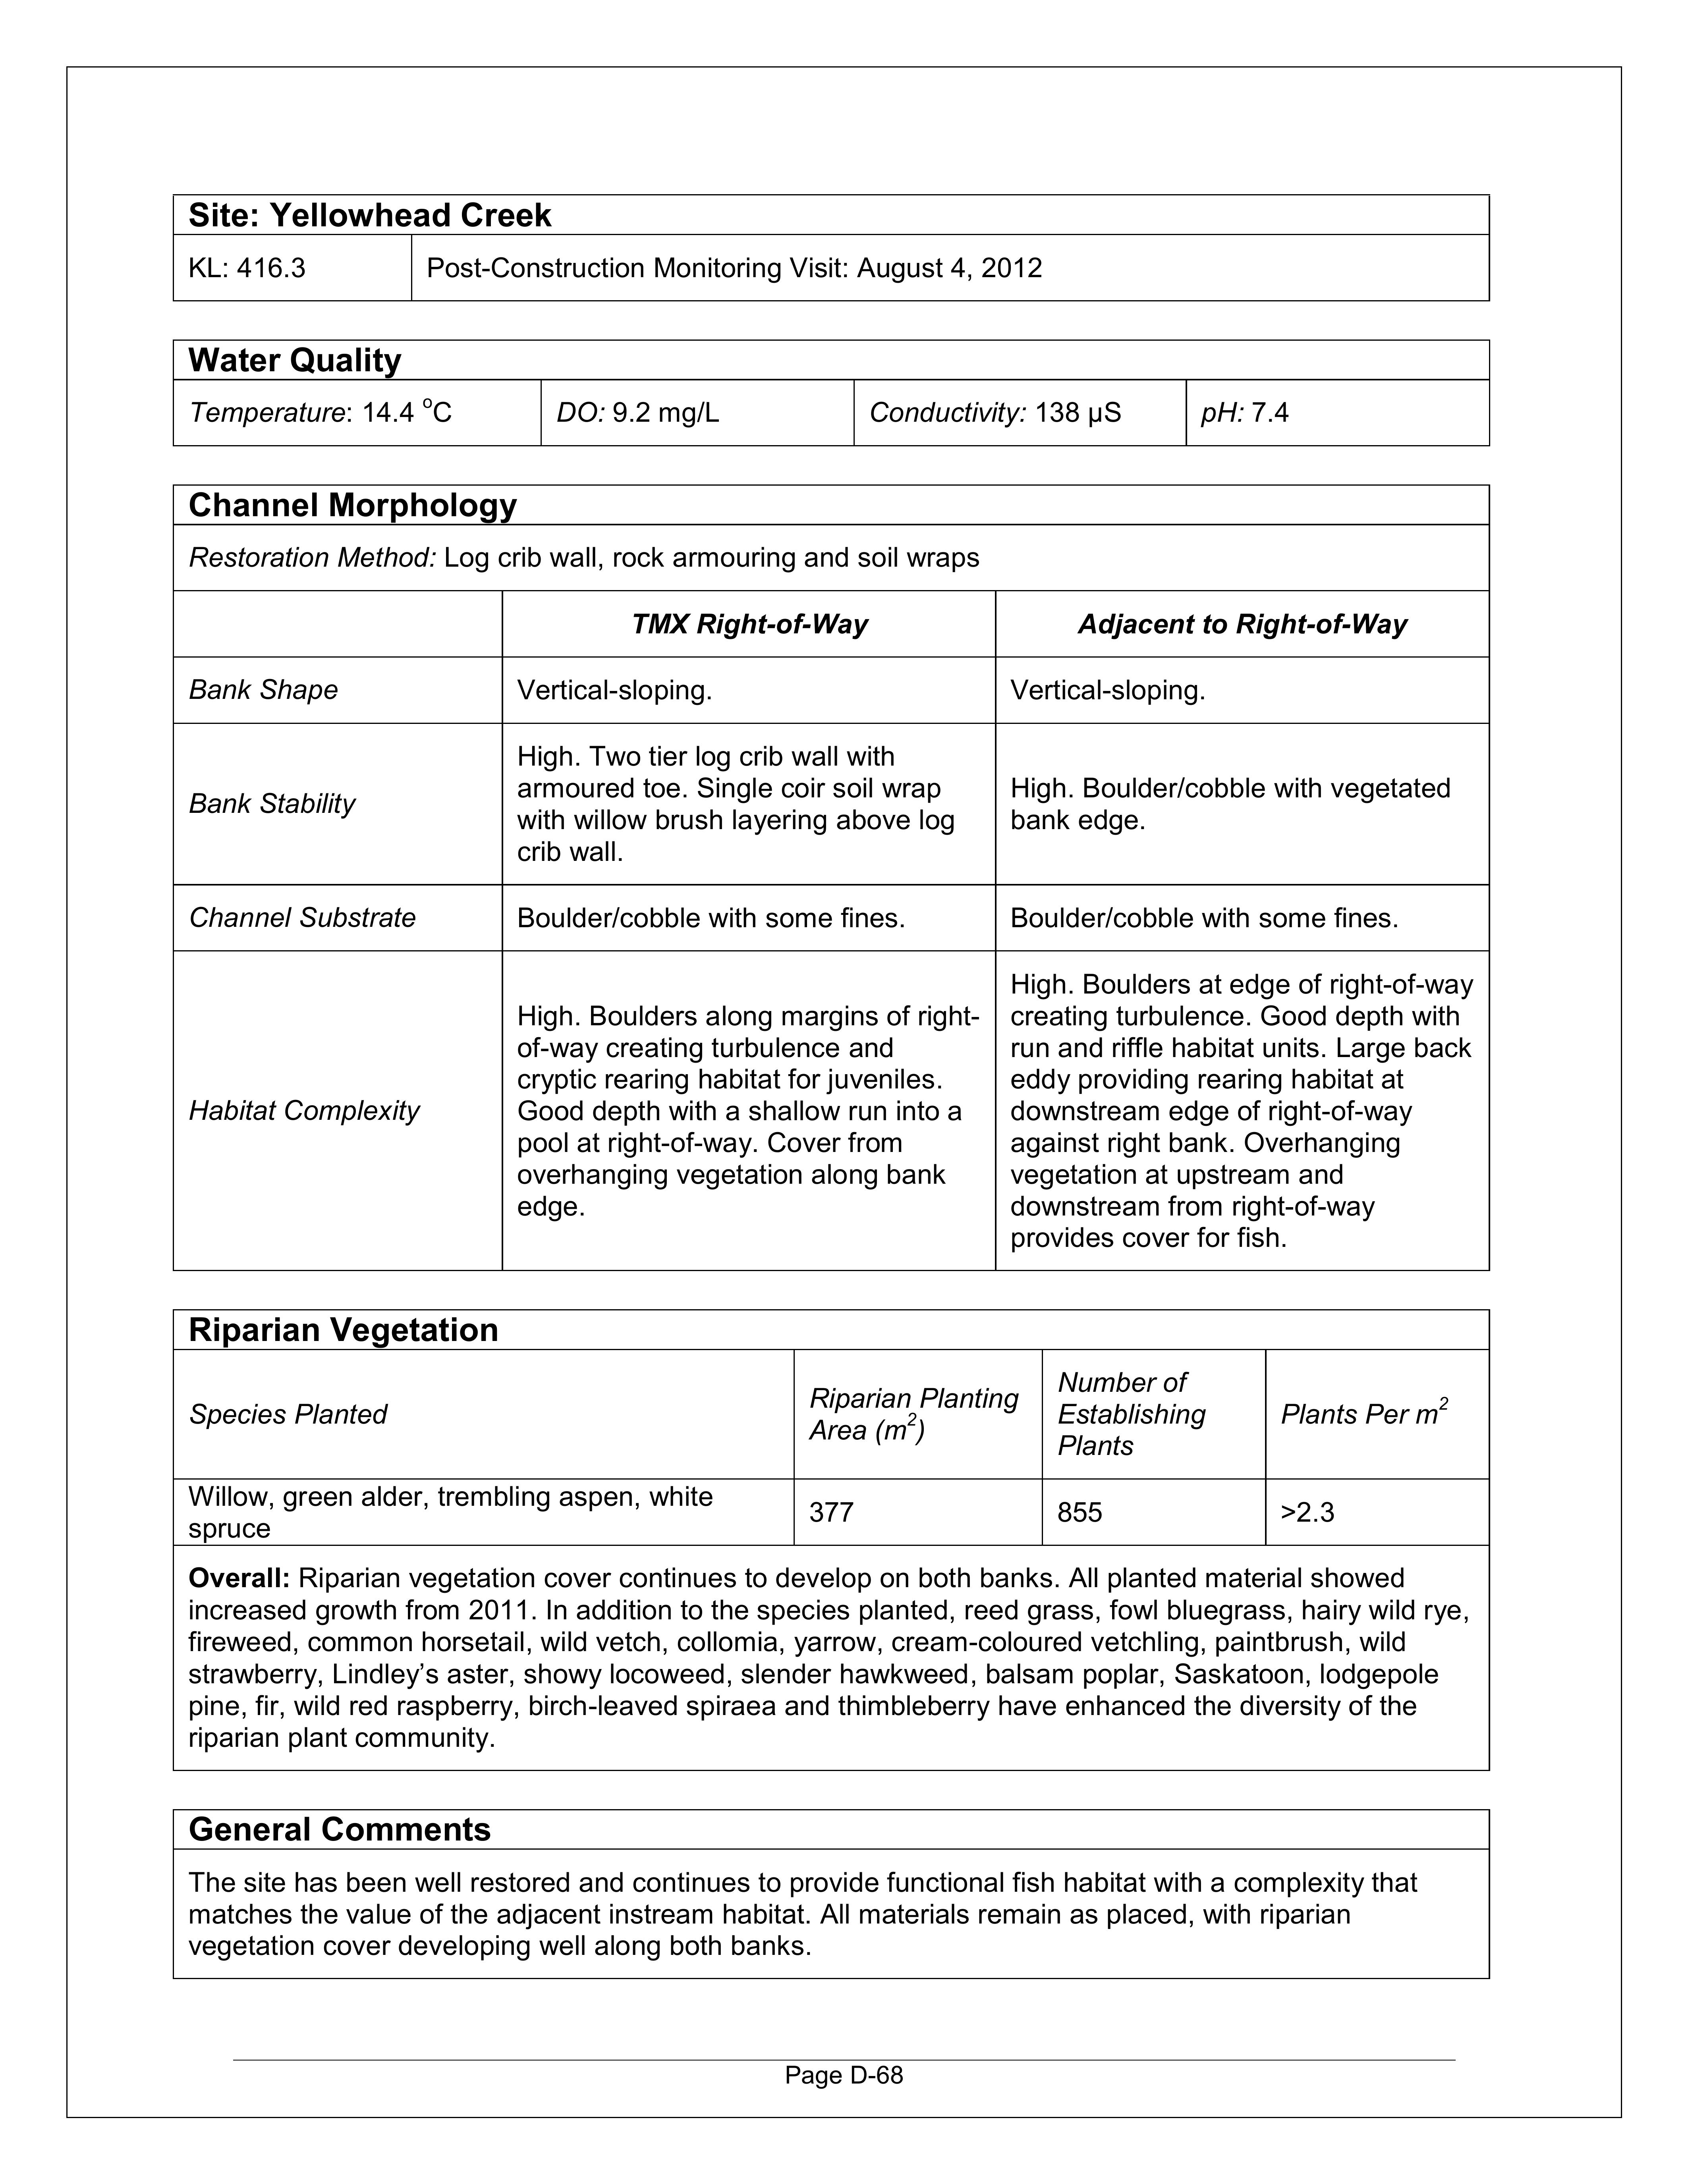 Site: Yellowhead Creek
KL: 416.3
Post-Construction Monitoring Visit: August 4, 2012
Water Quality
Temperature: 14.4 °C
DO: 9.2 mg/L
Conductivity: 138 µS
pH: 7.4
Channel Morphology
Restoration Method: Log crib wall, rock armouring and soil wraps
TMX Right-of-Way
Adjacent to Right-of-Way
Bank Shape
Vertical-sloping.
Vertical-sloping.
Bank Stability
High. Two tier log crib wall with
armoured toe. Single coir soil wrap
with willow brush layering above log
crib wall.
High. Boulder/cobble with vegetated
bank edge.
Channel Substrate
Boulder/cobble with some fines.
Boulder/cobble with some fines.
Habitat Complexity
High. Boulders along margins of right-
of-way creating turbulence and
cryptic rearing habitat for juveniles.
Good depth with a shallow run into a
pool at right-of-way. Cover from
overhanging vegetation along bank
edge.
High. Boulders at edge of right-of-way
creating turbulence. Good depth with
run and riffle habitat units. Large back
eddy providing rearing habitat at
downstream edge of right-of-way
against right bank. Overhanging
vegetation at upstream and
downstream from right-of-way
provides cover for fish.
Riparian Vegetation
Species Planted
Riparian Planting
Area (m²)
Number of
Establishing
Plants
Plants Per m²
Willow, green alder, trembling aspen, white
spruce
377
855
>2.3
Overall: Riparian vegetation cover continues to develop on both banks. All planted material showed
increased growth from 2011. In addition to the species planted, reed grass, fowl bluegrass, hairy wild rye,
fireweed, common horsetail, wild vetch, collomia, yarrow, cream-coloured vetchling, paintbrush, wild
strawberry, Lindley’s aster, showy locoweed, slender hawkweed, balsam poplar, Saskatoon, lodgepole
pine, fir, wild red raspberry, birch-leaved spiraea and thimbleberry have enhanced the diversity of the
riparian plant community.
General Comments
The site has been well restored and continues to provide functional fish habitat with a complexity that
matches the value of the adjacent instream habitat. All materials remain as placed, with riparian
vegetation cover developing well along both banks.
Page D-68